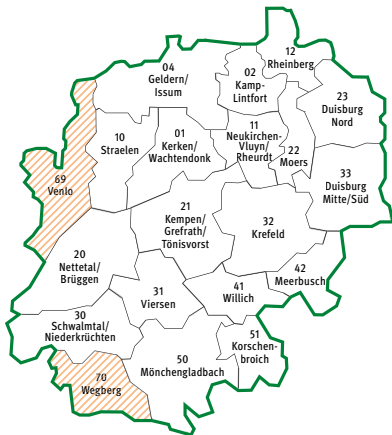 12
Rheinberg
04
Geldern/
Issum
02
Kamp-
Lintfort
23
Duisburg
Nord
10
Straelen
01
Kerken/
Wachtendonk
11
Neukirchen-
Vluyn/
Rheurdt
22
Moers
33
Duisburg
Mitte/Süd
69
Venlo
21
Kempen/
Grefrath/
Tönisvorst
32
Krefeld
20
Nettetal/
Brüggen
31
Viersen
41
Willich
42
Meerbusch
30
Schwalmtal/
Niederkrüchten
51
Korschen-
broich
50
Mönchengladbach
70
Wegberg